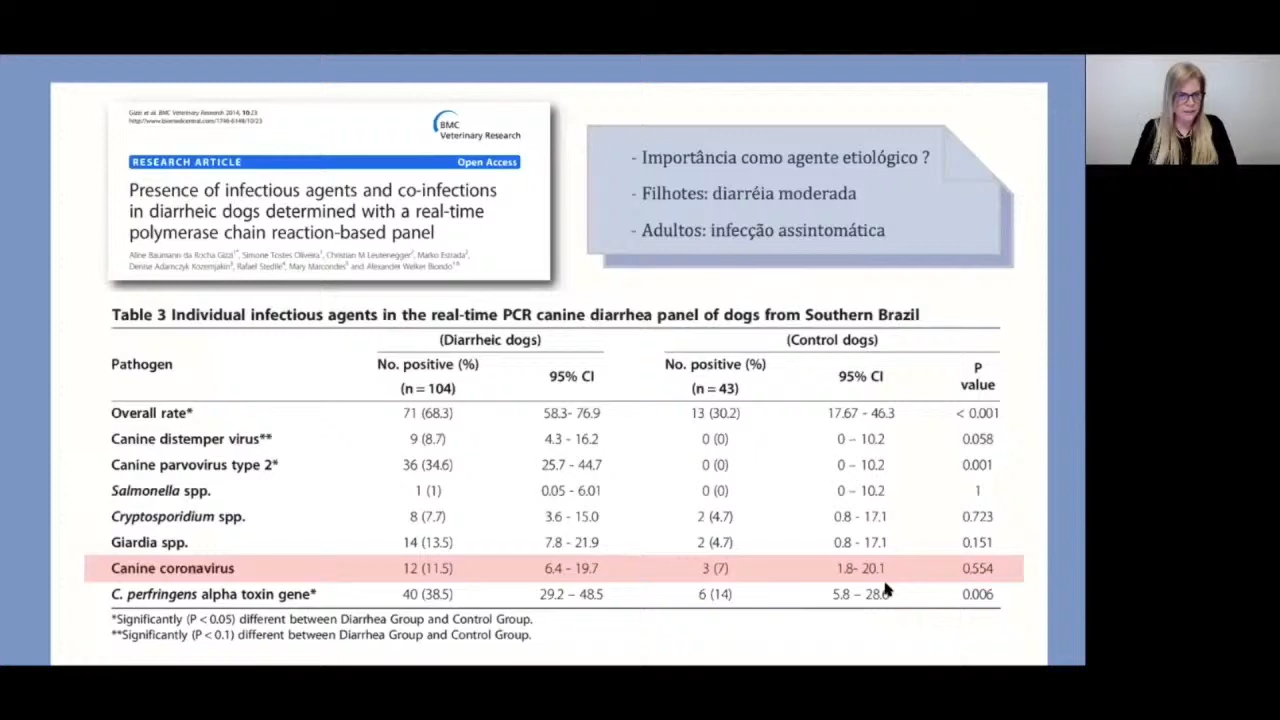 Gizzi et al. BMC Veterinary Research 2014, 10:23
http://www.biomedcentral.com/1746-6148/10/23
BMC
Veterinary Research
RESEARCH ARTICLE Open Access
Presence of infectious agents and co-infections
in diarrheic dogs determined with a real-time
polymerase chain reaction-based panel
Aline Baumann da Rocha Gizzi, Simone Tostes Oliveira, Christian M Leutenegger, Marko Estrada,
Denise Adamczyk Kozemjakin, Rafael Stedile, Mary Marcondes and Alexander Welker Biondo
- Importância como agente etiológico ?
- Filhotes: diarréia moderada
- Adultos: infecção assintomática
Table 3 Individual infectious agents in the real-time PCR canine diarrhea panel of dogs from Southern Brazil
(Diarrheic dogs) (Control dogs)
Pathogen No. positive (%) 95% CI No. positive (%) 95% CI P
(n = 104) (n = 43) value
Overall rate* 71 (68.3) 58.3- 76.9 13 (30.2) 17.67 - 46.3 < 0.001
Canine distemper virus** 9 (8.7) 4.3 - 16.2 0 (0) 0 – 10.2 0.058
Canine parvovirus type 2* 36 (34.6) 25.7 - 44.7 0 (0) 0 – 10.2 0.001
Salmonella spp. 1 (1) 0.05 - 6.01 0 (0) 0 – 10.2 1
Cryptosporidium spp. 8 (7.7) 3.6 - 15.0 2 (4.7) 0.8 - 17.1 0.723
Giardia spp. 14 (13.5) 7.8 - 21.9 2 (4.7) 0.8 - 17.1 0.151
Canine coronavirus 12 (11.5) 6.4 - 19.7 3 (7) 1.8- 20.1 0.554
C. perfringens alpha toxin gene* 40 (38.5) 29.2 – 48.5 6 (14) 5.8 – 0.006
*Significantly (P < 0.05) different between Diarrhea Group and Control Group.
**Significantly (P < 0.1) different between Diarrhea Group and Control Group.